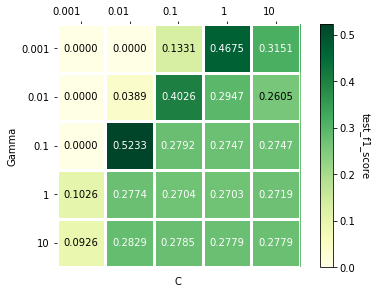 0.001 0.01 0.1 1 10
0.001 0.0000 0.0000 0.1331 0.4675 0.3151
0.01 0.0000 0.0389 0.4026 0.2947 0.2605
0.1 0.0000 0.5233 0.2792 0.2747 0.2747
1 0.1026 0.2774 0.2704 0.2703 0.2719
10 0.0926 0.2829 0.2785 0.2779 0.2779
Gamma
C
0.5
0.4
0.3
0.2
0.1
0.0
test_f1_score